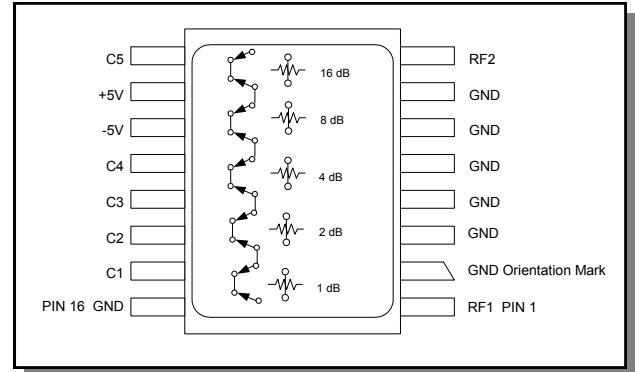 C5
+5V
-5V
C4
C3
C2
C1
PIN 16 GND
16 dB
8 dB
4 dB
2 dB
1 dB
RF2
GND
GND
GND
GND
GND
GND Orientation Mark
RF1 PIN 1